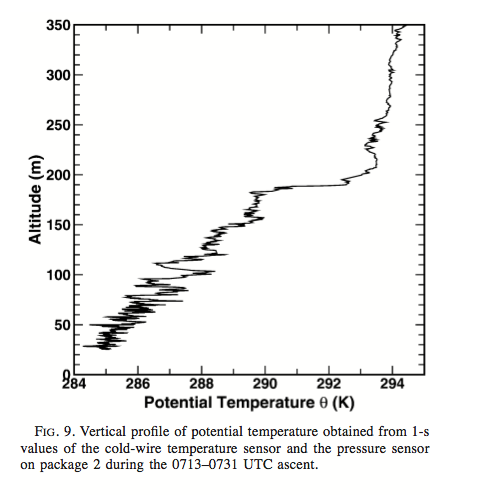 350
300
250
200
150
100
50
0
Altitude (m)
284 286 288 290 292 294
Potential Temperature θ (K)
FIG. 9. Vertical profile of potential temperature obtained from 1-s
values of the cold-wire temperature sensor and the pressure sensor
on package 2 during the 0713–0731 UTC ascent.